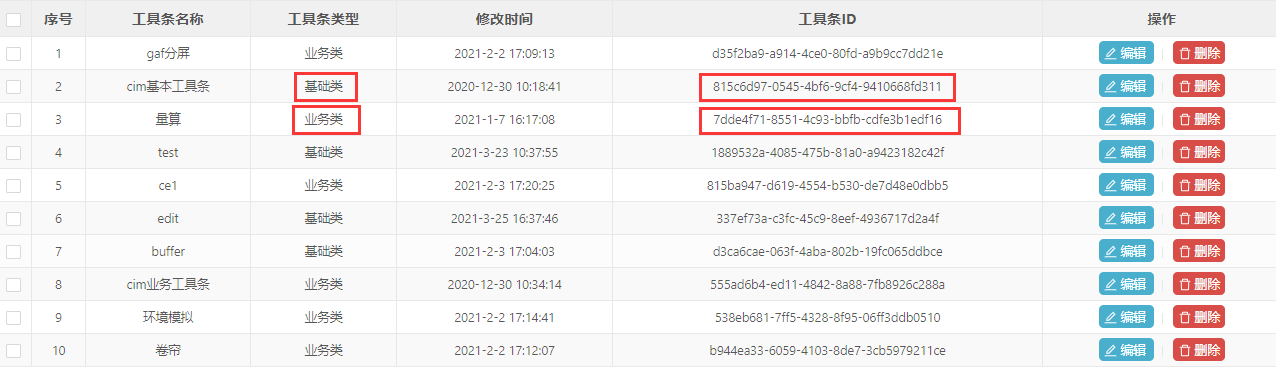 序号 工具条名称 工具条类型 修改时间 工具条ID 操作
1 gaf分屏 业务类 2021-2-2 17:09:13 d35f2ba9-a914-4ce0-80fd-a9b9cc7dd21e 编辑 删除
2 cim基本工具条 基础类 2020-12-30 10:18:41 815c6d97-0545-4bf6-9cf4-9410668fd311 编辑 删除
3 量算 业务类 2021-1-7 16:17:08 7dde4f71-8551-4c93-bbfb-cdfe3b1edf16 编辑 删除
4 test 基础类 2021-3-23 10:37:55 1889532a-4085-475b-81a0-a9423182c42f 编辑 删除
5 ce1 业务类 2021-2-3 17:20:25 815ba947-d619-4554-b530-de7d48e0dbb5 编辑 删除
6 edit 基础类 2021-3-25 16:37:46 337ef73a-c3fc-45c9-8eef-4936717d2a4f 编辑 删除
7 buffer 基础类 2021-2-3 17:04:03 d3ca6cae-063f-4aba-802b-19fc065ddbce 编辑 删除
8 cim业务工具条 业务类 2020-12-30 10:34:14 555ad6b4-ed11-4842-8a88-7fb8926c288a 编辑 删除
9 环境模拟 业务类 2021-2-2 17:14:41 538eb681-7ff5-4328-8f95-06ff3ddb0510 编辑 删除
10 卷帘 业务类 2021-2-2 17:12:07 b944ea33-6059-4103-8de7-3cb5979211ce 编辑 删除